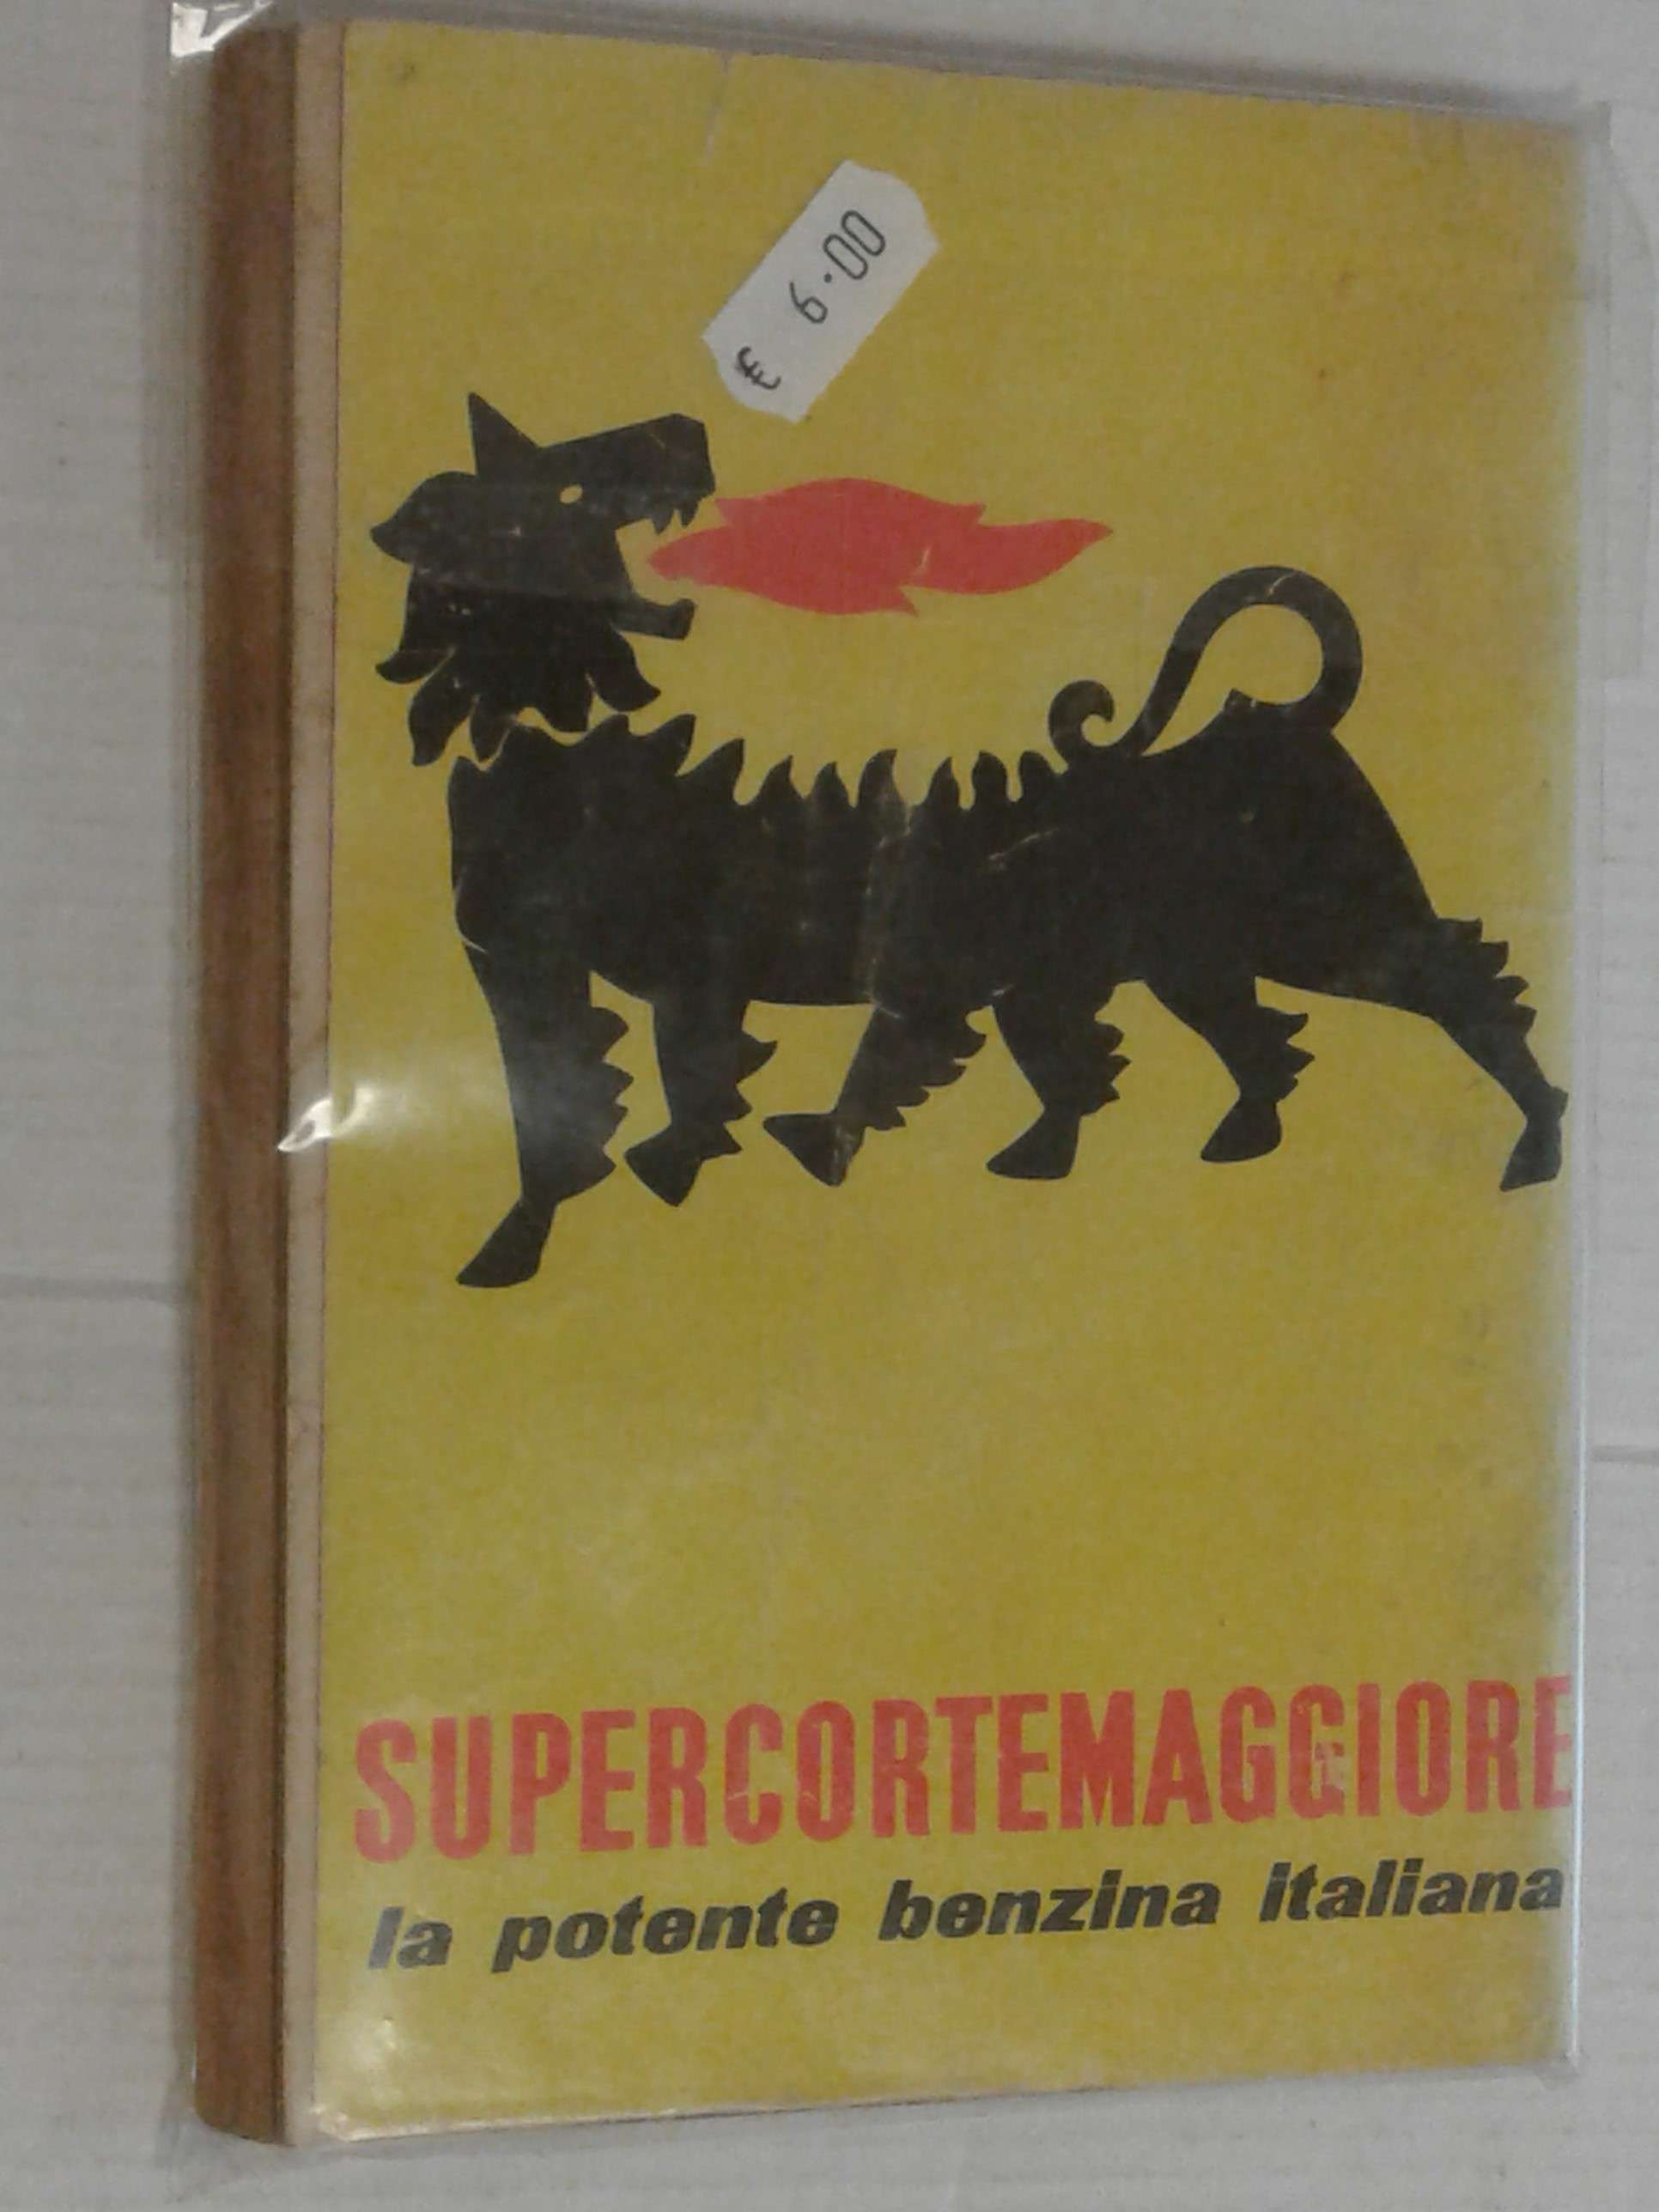 € 6.00
SUPERCORTEMAGGIORE
la potente benzina italiana